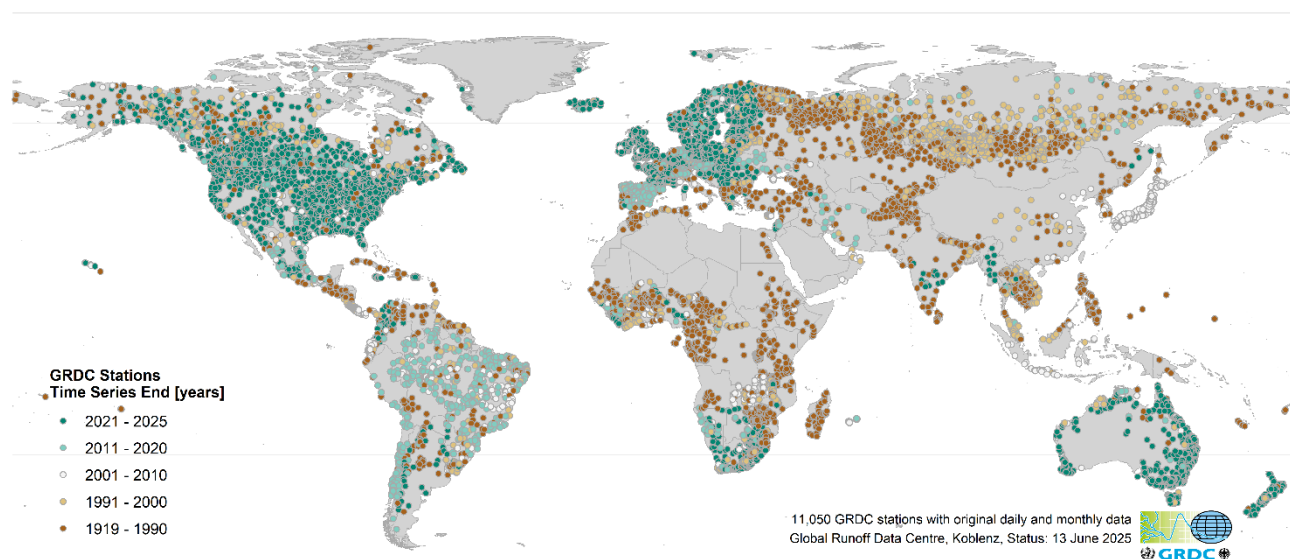 GRDC Stations
Time Series End [years]
2021 - 2025
2011 - 2020
2001 - 2010
1991 - 2000
1919 - 1990
11,050 GRDC stations with original daily and monthly data
Global Runoff Data Centre, Koblenz, Status: 13 June 2025
GRDC